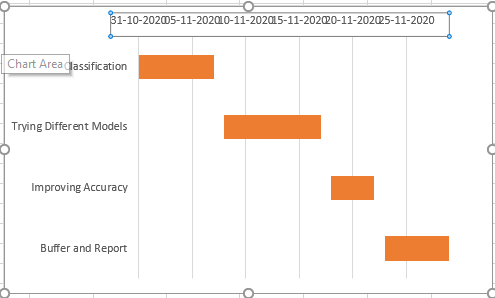 31-10-2020 05-11-2020 10-11-2020 15-11-2020 20-11-2020 25-11-2020
Chart Area Classification
Trying Different Models
Improving Accuracy
Buffer and Report